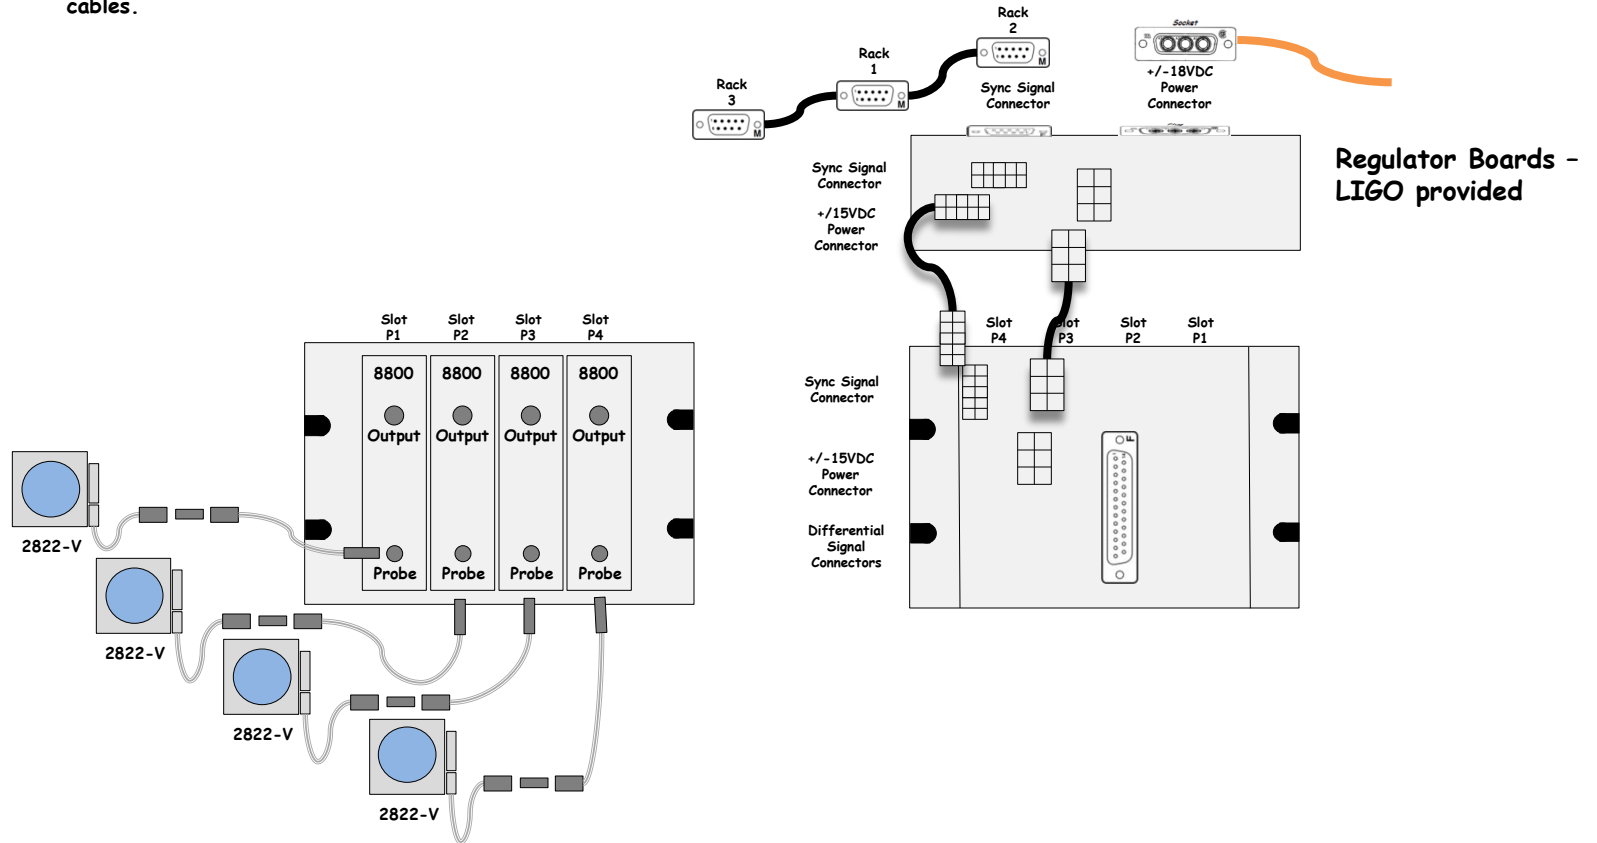 cables.
Rack
2
Socket
Rack
1
Rack
3
M
M
M
Sync Signal
Connector
+/-18VDC
Power
Connector
Regulator Boards –
LIGO provided
Sync Signal
Connector
+/15VDC
Power
Connector
Slot
P1
Slot
P2
Slot
P3
Slot
P4
Slot
P4
Slot
P3
Slot
P2
Slot
P1
8800
8800
8800
8800
Output
Output
Output
Output
Sync Signal
Connector
F
+/-15VDC
Power
Connector
Differential
Signal
Connectors
Probe
Probe
Probe
Probe
2822-V
2822-V
2822-V
2822-V